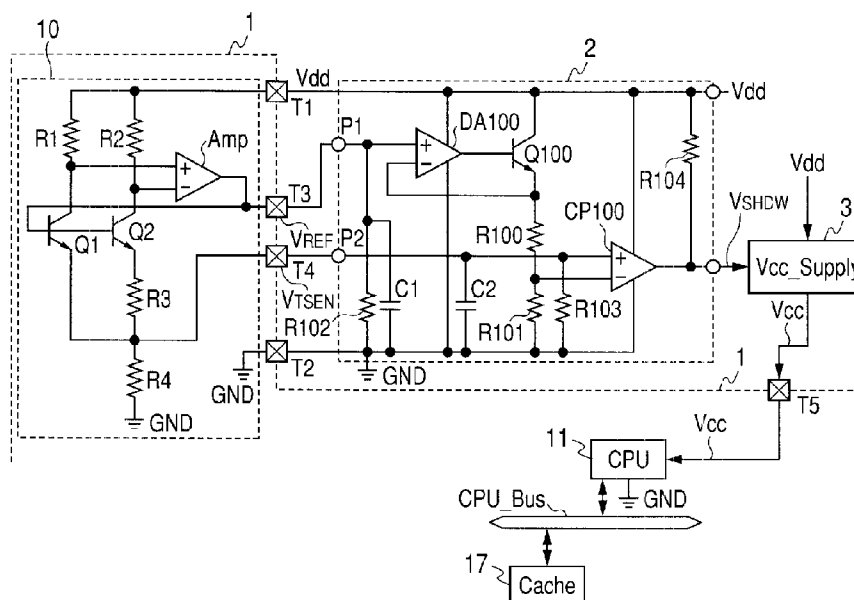 10
1
2
Vdd
T1
Vdd
R1
R2
Amp
+
−
P1
+
−
DA100
Q100
R104
Vdd
T3
Q1
Q2
VREF
P2
R100
CP100
VSHDW
3
T4
+
−
Vcc_Supply
R3
VTSEN
C1
C2
R103
R102
R101
Vcc
T2
R4
GND
GND
GND
1
T5
11
CPU
Vcc
GND
CPU_Bus
17
Cache